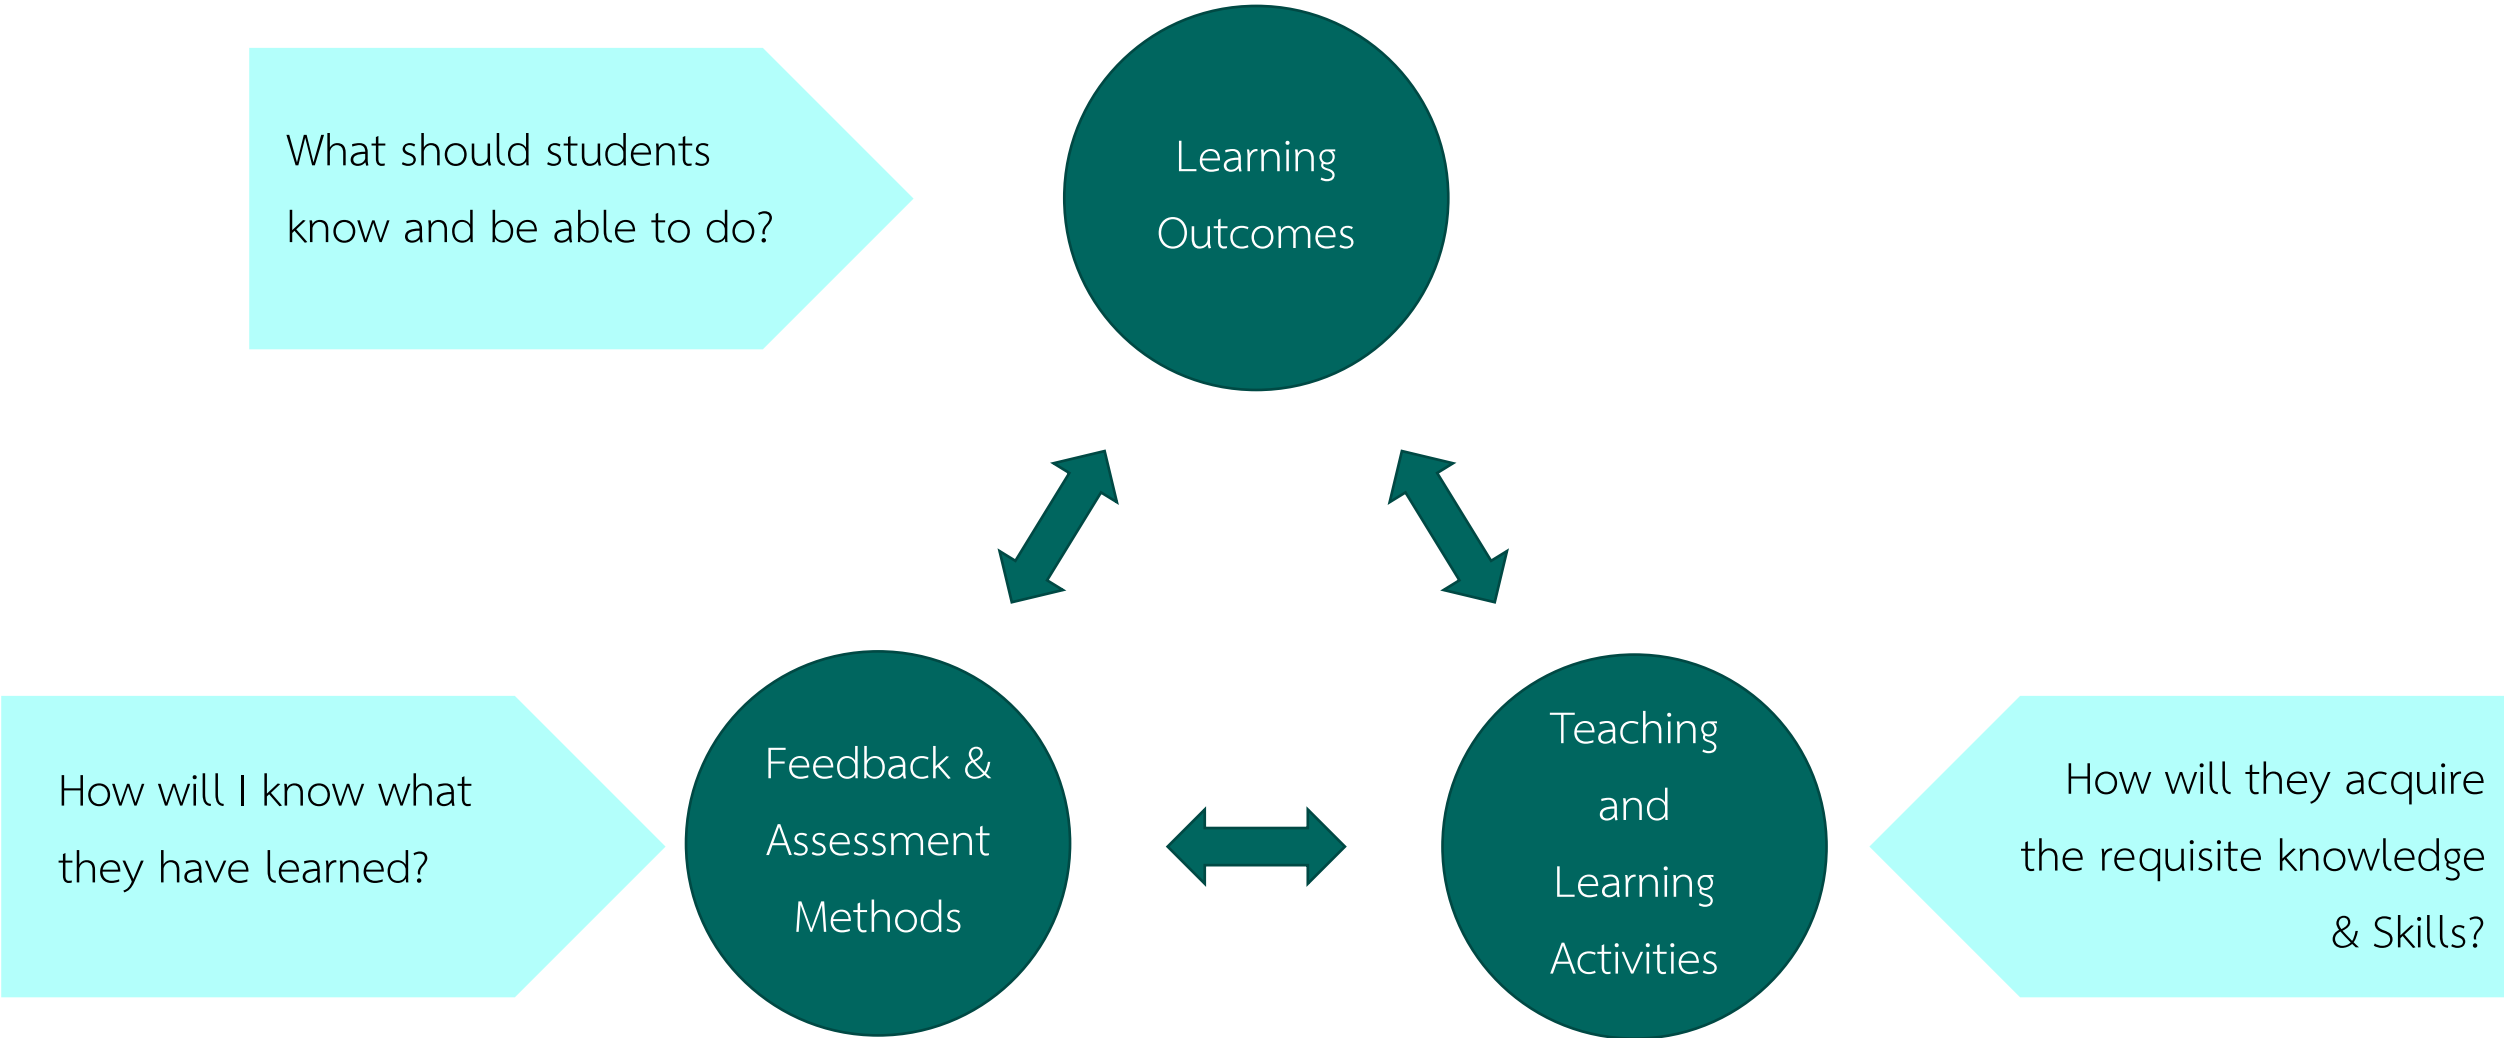 What should students
know and be able to do?
Learning
Outcomes
How will I know what
they have learned?
Feedback &
Assessment
Methods
Teaching
and
Learning
Activities
How will they acquire
the requisite knowledge
& Skills?